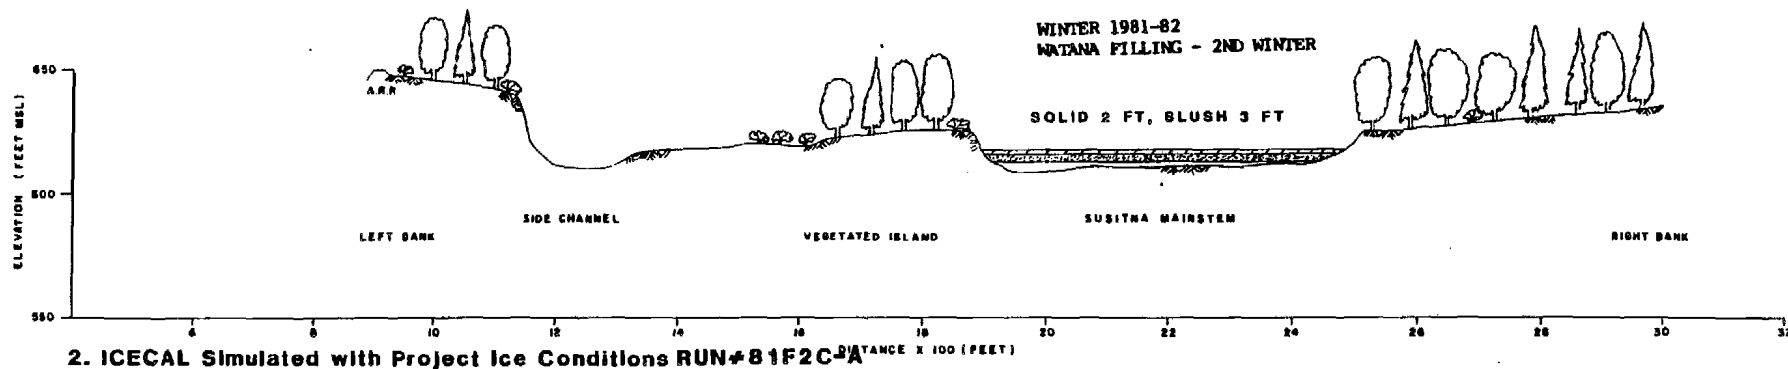 WINTER 1981-82
WATANA FILLING - 2ND WINTER
SOLID 2 FT, SLUSH 3 FT
ELEVATION (FEET MSL)
650
600
550
A.R.R
LEFT BANK
SIDE CHANNEL
VEGETATED ISLAND
SUSITNA MAINSTEM
RIGHT BANK
6 8 10 12 14 16 18 20 22 24 26 28 30 32
DISTANCE X 100 (FEET)
2. ICECAL Simulated with Project Ice Conditions RUN#81F2C-A